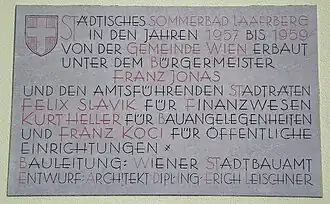 STÄDTISCHES SOMMERBAD LAAERBERG
IN DEN JAHREN 1957 BIS 1959
VON DER GEMEINDE WIEN ERBAUT
UNTER DEM BÜRGERMEISTER
FRANZ JONAS
UND DEN AMTSFÜHRENDEN STADTRÄTEN
FELIX SLAVIK FÜR FINANZWESEN
KURT HELLER FÜR BAUANGELEGENHEITEN
UND FRANZ KOCI FÜR ÖFFENTLICHE
EINRICHTUNGEN *
BAULEITUNG: WIENER STADTBAUAMT
ENTWURF: ARCHITEKT DIPLING· ERICH LEISCHNER